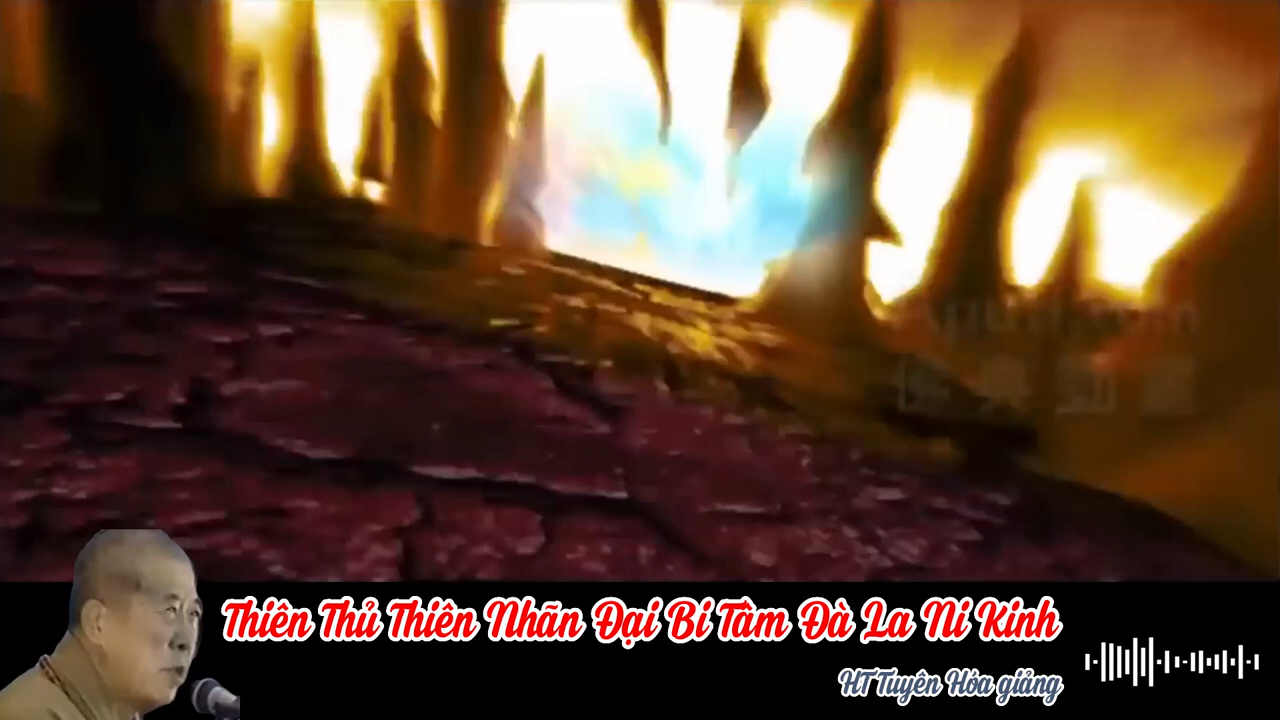 Thiên Thủ Thiên Nhãn Đại Bi Tâm Đà La Ni Kinh
HT Tuyên Hóa giảng